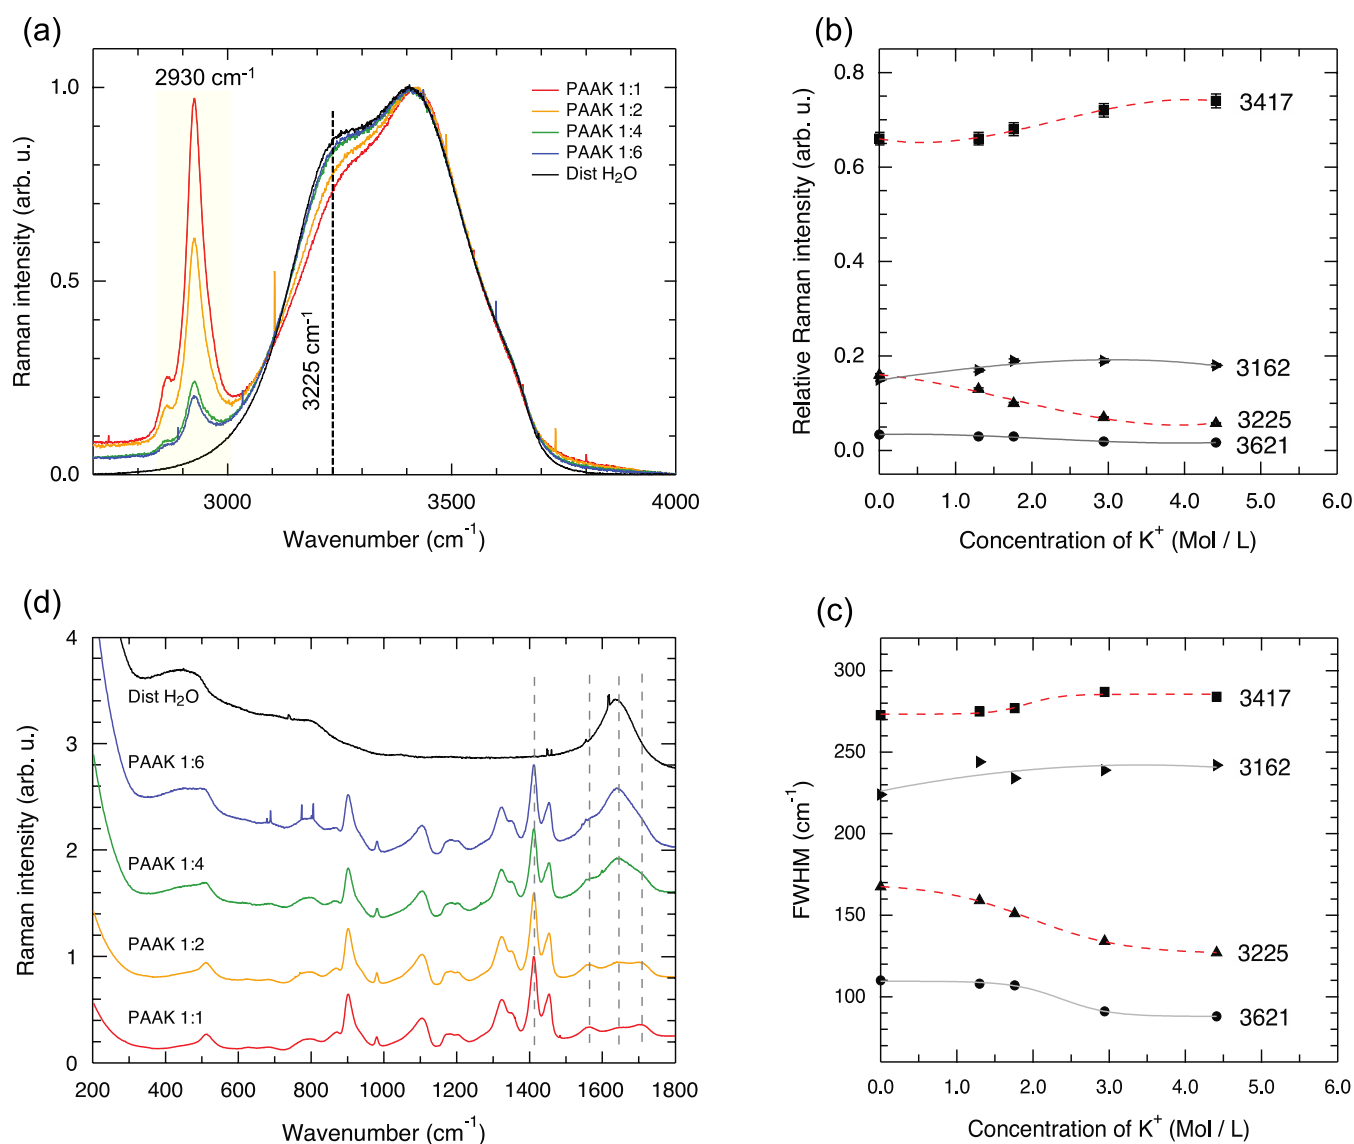 (a)
2930 cm⁻¹
1.0
0.5
0.0
Raman intensity (arb. u.)
3225 cm⁻¹
PAAK 1:1
PAAK 1:2
PAAK 1:4
PAAK 1:6
Dist H₂O
3000 3500 4000
Wavenumber (cm⁻¹)
(b)
0.8
0.6
0.4
0.2
0.0
Relative Raman intensity (arb. u.)
3417
3162
3225
3621
0.0 1.0 2.0 3.0 4.0 5.0 6.0
Concentration of K⁺ (Mol / L)
(d)
4
3
2
1
0
Raman intensity (arb. u.)
Dist H₂O
PAAK 1:6
PAAK 1:4
PAAK 1:2
PAAK 1:1
200 400 600 800 1000 1200 1400 1600 1800
Wavenumber (cm⁻¹)
(c)
300
250
200
150
100
FWHM (cm⁻¹)
3417
3162
3225
3621
0.0 1.0 2.0 3.0 4.0 5.0 6.0
Concentration of K⁺ (Mol / L)